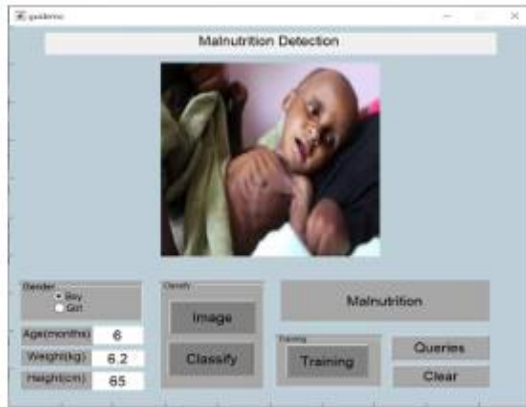 guidemo
Malnutrition Detection
Gender
Boy
Girl
Age(months) 6
Weight(kg) 6.2
Height(cm) 65
Classify
Image
Classify
Malnutrition
Training
Training
Queries
Clear